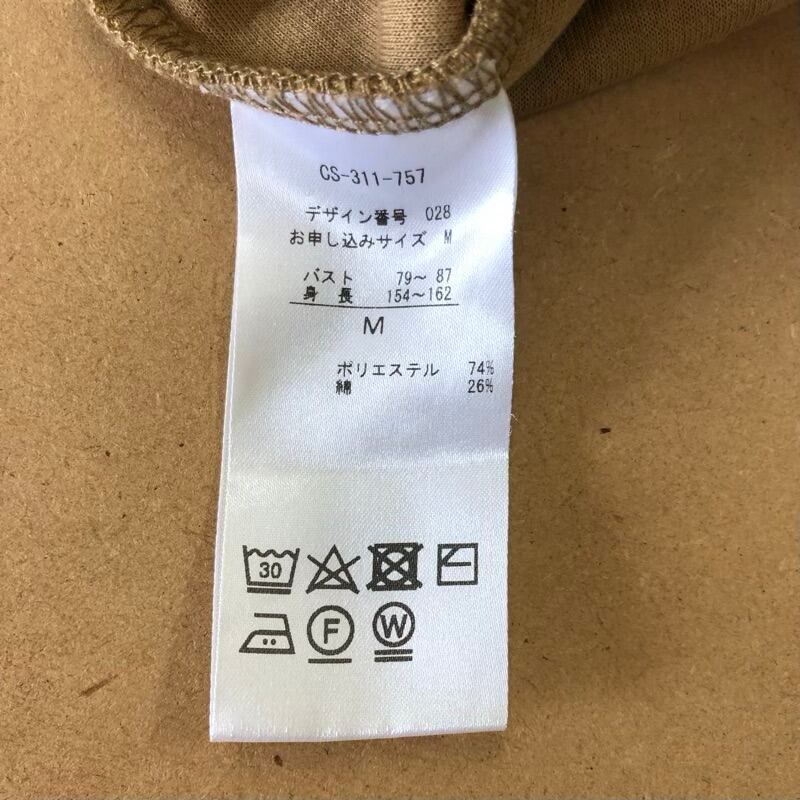 CS-311-757
デザイン番号 028
お申し込みサイズ M
バスト 79〜 87
身 長 154〜162
M
ポリエステル 74%
綿 26%
30
F W